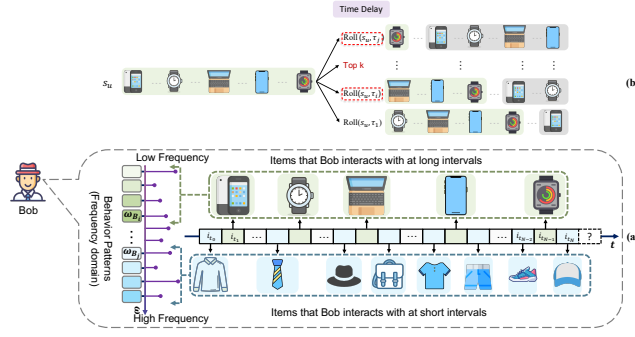 Time Delay
Roll(s_u, τ_j)
Top k
s_u
Roll(s_u, τ_i)
(b
Roll(s_u, τ_1)
Low Frequency
Items that Bob interacts with at long intervals
Bob
Behavior Patterns
(Frequency domain)
ω_{B_i}
ω_{B_j}
i_{t_0} i_{t_1} ... ... ... ... ... i_{t_{N-2}} i_{t_{N-1}} i_{t_N} ?
t
(a
High Frequency
Items that Bob interacts with at short intervals